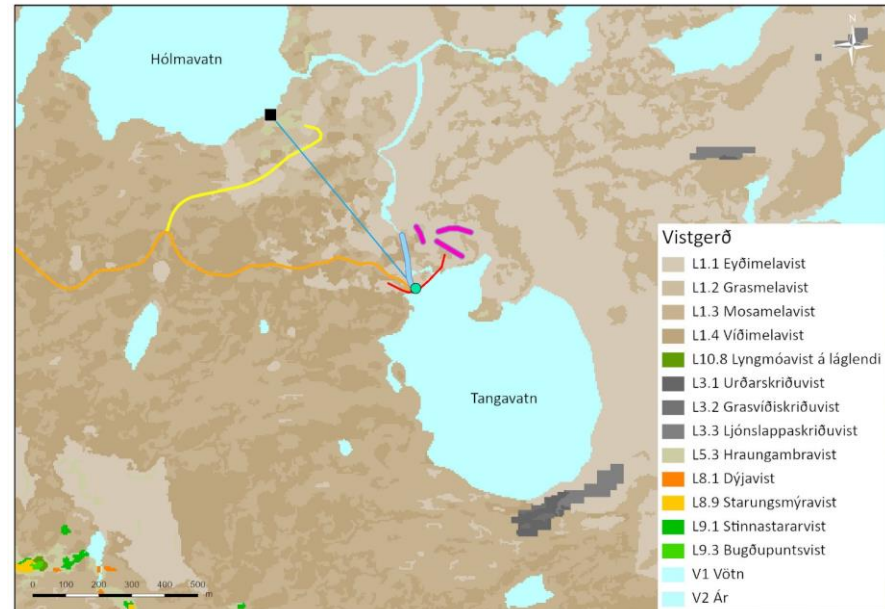 Hólmavatn
N
Tangavatn
Vistgerð
L1.1 Eyðimelavist
L1.2 Grasmelavist
L1.3 Mosamelavist
L1.4 Víðimelavist
L10.8 Lyngmóavist á láglendi
L3.1 Urðarskriðuvist
L3.2 Grasvíðiskriðuvist
L3.3 Ljónslappaskriðuvist
L5.3 Hraungambravist
L8.1 Dýjavist
L8.9 Starungsmýravist
L9.1 Stinnastararvist
L9.3 Bugðupuntsvist
V1 Vötn
V2 Ár
0 100 200 300 400 500
m